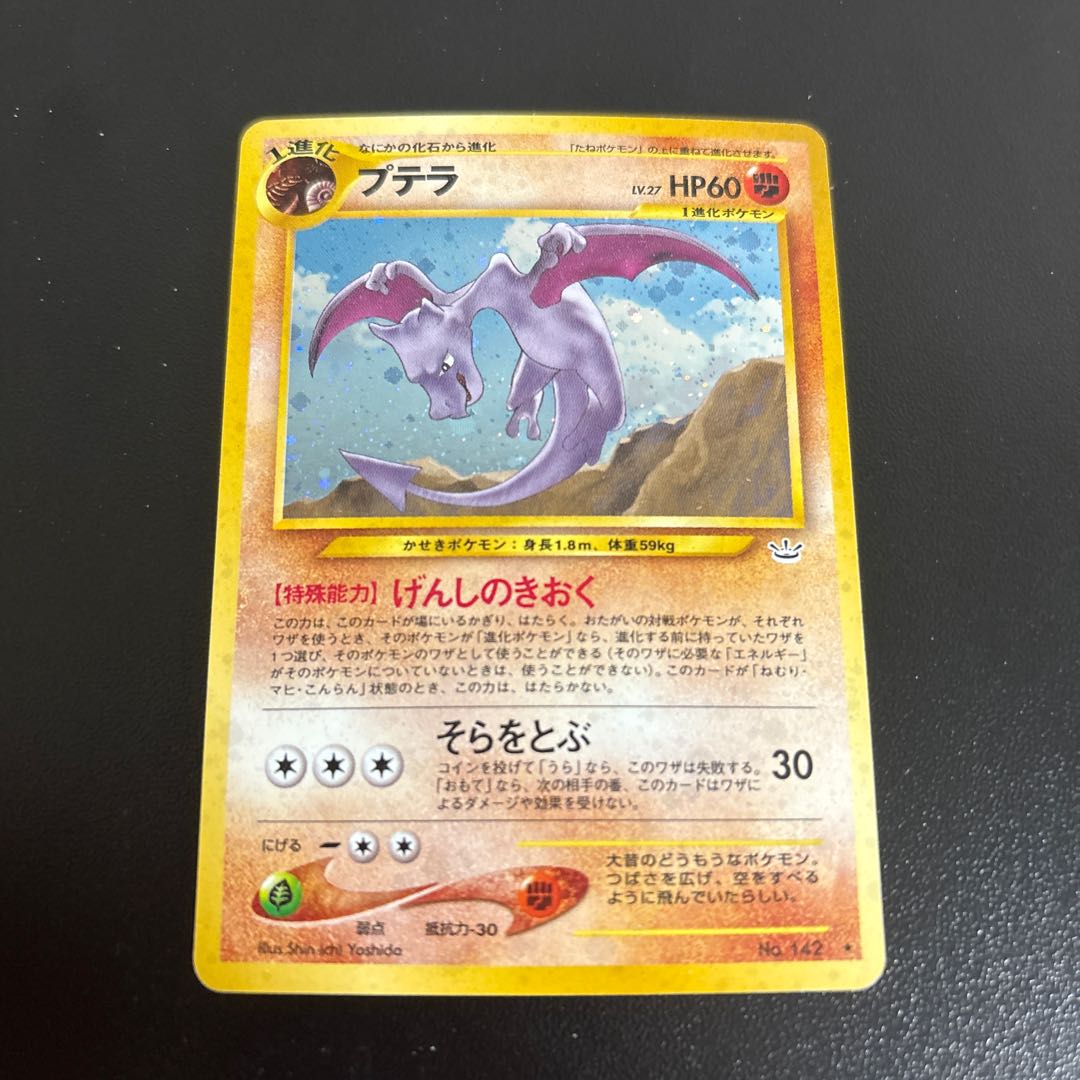 1進化
なにかの化石から進化
「たねポケモン」の上に重ねて進化させます。
プテラ
LV.27 HP60
1進化ポケモン
かせきポケモン：身長1.8m、体重59kg
【特殊能力】げんしのきおく
この力は、このカードが場にいるかぎり、はたらく。おたがいの対戦ポケモンが、それぞれ
ワザを使うとき、そのポケモンが「進化ポケモン」なら、進化する前に持っていたワザを
1つ選び、そのポケモンのワザとして使うことができる（そのワザに必要な「エネルギー」
がそのポケモンについていないときは、使うことができない）。このカードが「ねむり・
マヒ・こんらん」状態のとき、この力は、はたらかない。
そらをとぶ
コインを投げて「うら」なら、このワザは失敗する。
「おもて」なら、次の相手の番、このカードはワザに
よるダメージや効果を受けない。
30
にげる
大昔のどうもうなポケモン。
つばさを広げ、空をすべる
ように飛んでいたらしい。
弱点 抵抗力-30
illus. Shin-ichi Yoshida
No. 142 ★